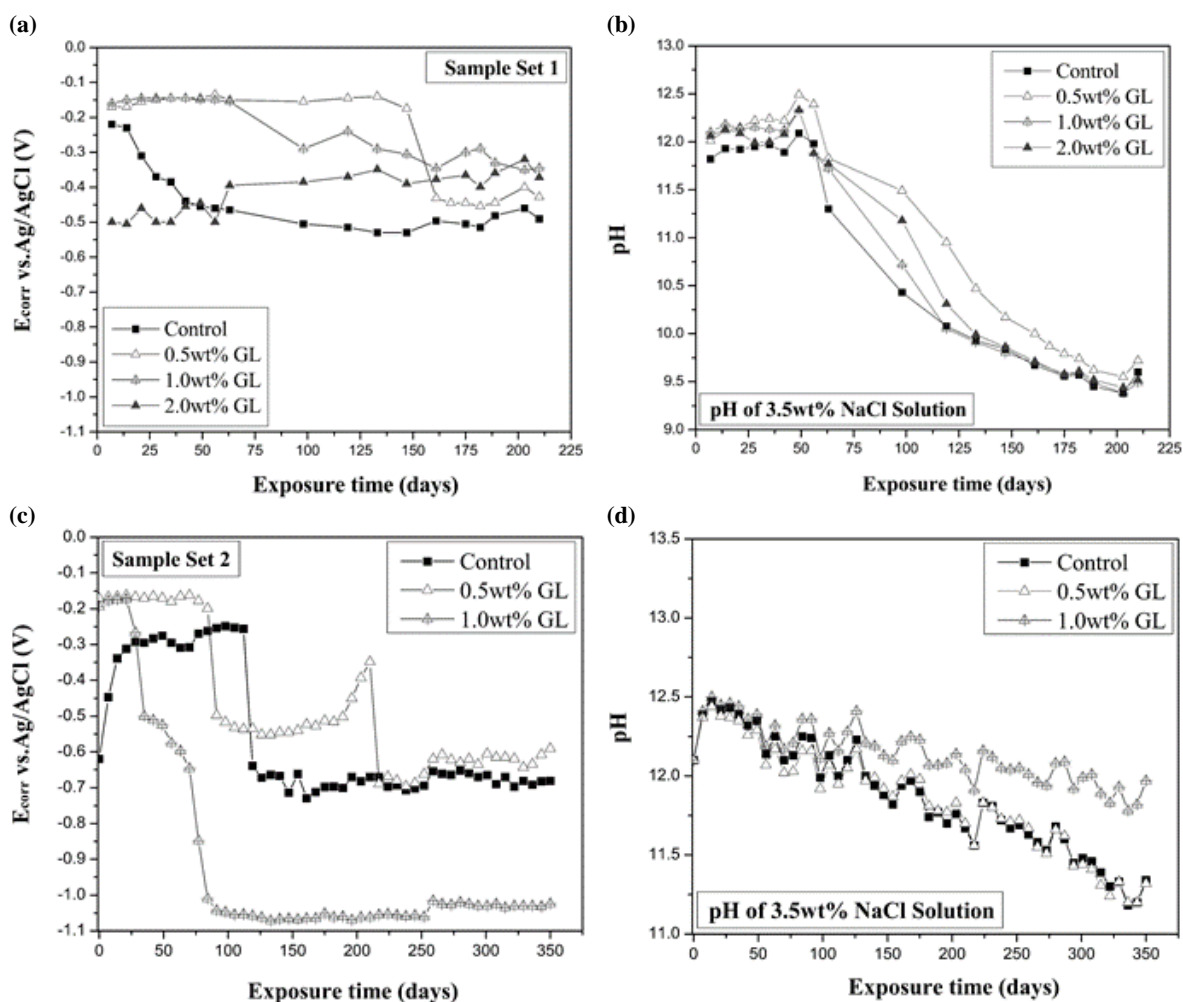 (a)
Sample Set 1
Control
0.5wt% GL
1.0wt% GL
2.0wt% GL
0.0
-0.1
-0.2
-0.3
-0.4
-0.5
-0.6
-0.7
-0.8
-0.9
-1.0
-1.1
0 25 50 75 100 125 150 175 200 225
Ecorr vs.Ag/AgCl (V)
Exposure time (days)
(b)
Control
0.5wt% GL
1.0wt% GL
2.0wt% GL
pH of 3.5wt% NaCl Solution
13.0
12.5
12.0
11.5
11.0
10.5
10.0
9.5
9.0
0 25 50 75 100 125 150 175 200 225
pH
Exposure time (days)
(c)
Sample Set 2
Control
0.5wt% GL
1.0wt% GL
0.0
-0.1
-0.2
-0.3
-0.4
-0.5
-0.6
-0.7
-0.8
-0.9
-1.0
-1.1
0 50 100 150 200 250 300 350
Ecorr vs.Ag/AgCl (V)
Exposure time (days)
(d)
Control
0.5wt% GL
1.0wt% GL
pH of 3.5wt% NaCl Solution
13.5
13.0
12.5
12.0
11.5
11.0
0 50 100 150 200 250 300 350
pH
Exposure time (days)